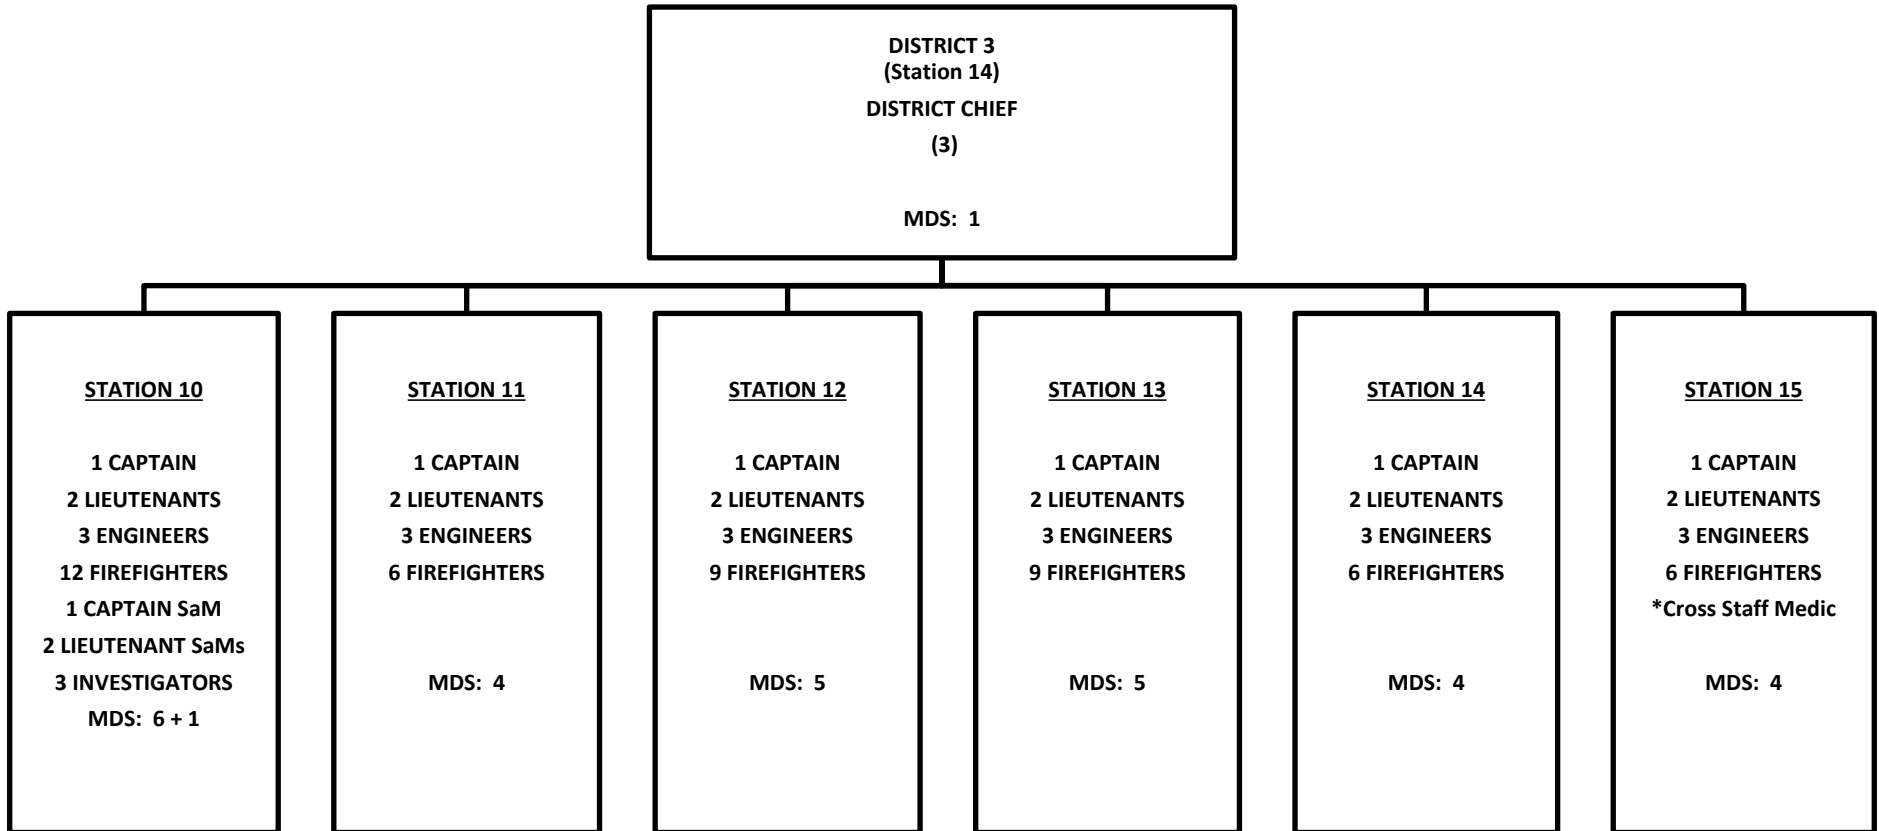 DISTRICT 3
(Station 14)
DISTRICT CHIEF
(3)
MDS:  1
STATION 10
1 CAPTAIN
2 LIEUTENANTS
3 ENGINEERS
12 FIREFIGHTERS
1 CAPTAIN SaM
2 LIEUTENANT SaMs
3 INVESTIGATORS
MDS:  6 + 1
STATION 11
1 CAPTAIN
2 LIEUTENANTS
3 ENGINEERS
6 FIREFIGHTERS
MDS:  4
STATION 12
1 CAPTAIN
2 LIEUTENANTS
3 ENGINEERS
9 FIREFIGHTERS
MDS:  5
STATION 13
1 CAPTAIN
2 LIEUTENANTS
3 ENGINEERS
9 FIREFIGHTERS
MDS:  5
STATION 14
1 CAPTAIN
2 LIEUTENANTS
3 ENGINEERS
6 FIREFIGHTERS
MDS:  4
STATION 15
1 CAPTAIN
2 LIEUTENANTS
3 ENGINEERS
6 FIREFIGHTERS
*Cross Staff Medic
MDS:  4